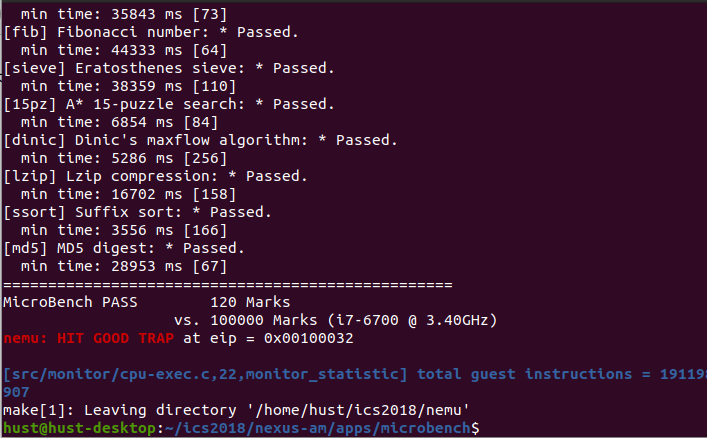 min time: 35843 ms [73]
[fib] Fibonacci number: * Passed.
  min time: 44333 ms [64]
[sieve] Eratosthenes sieve: * Passed.
  min time: 38359 ms [110]
[15pz] A* 15-puzzle search: * Passed.
  min time: 6854 ms [84]
[dinic] Dinic's maxflow algorithm: * Passed.
  min time: 5286 ms [256]
[lzip] Lzip compression: * Passed.
  min time: 16702 ms [158]
[ssort] Suffix sort: * Passed.
  min time: 3556 ms [166]
[md5] MD5 digest: * Passed.
  min time: 28953 ms [67]
==================================================
MicroBench PASS        120 Marks
                   vs. 100000 Marks (i7-6700 @ 3.40GHz)
nemu: HIT GOOD TRAP at eip = 0x00100032

[src/monitor/cpu-exec.c,22,monitor_statistic] total guest instructions = 191198
907
make[1]: Leaving directory '/home/hust/ics2018/nemu'
hust@hust-desktop:~/ics2018/nexus-am/apps/microbench$